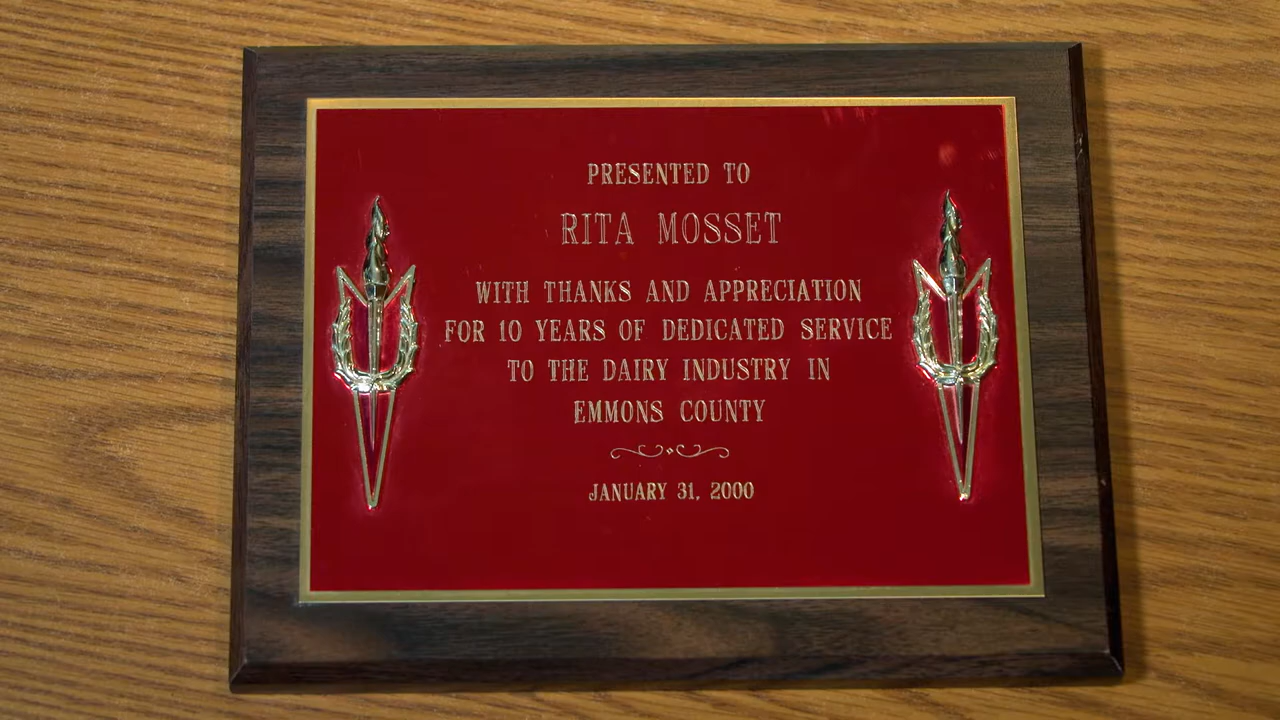 PRESENTED TO
RITA MOSSET
WITH THANKS AND APPRECIATION
FOR 10 YEARS OF DEDICATED SERVICE
TO THE DAIRY INDUSTRY IN
EMMONS COUNTY
JANUARY 31, 2000